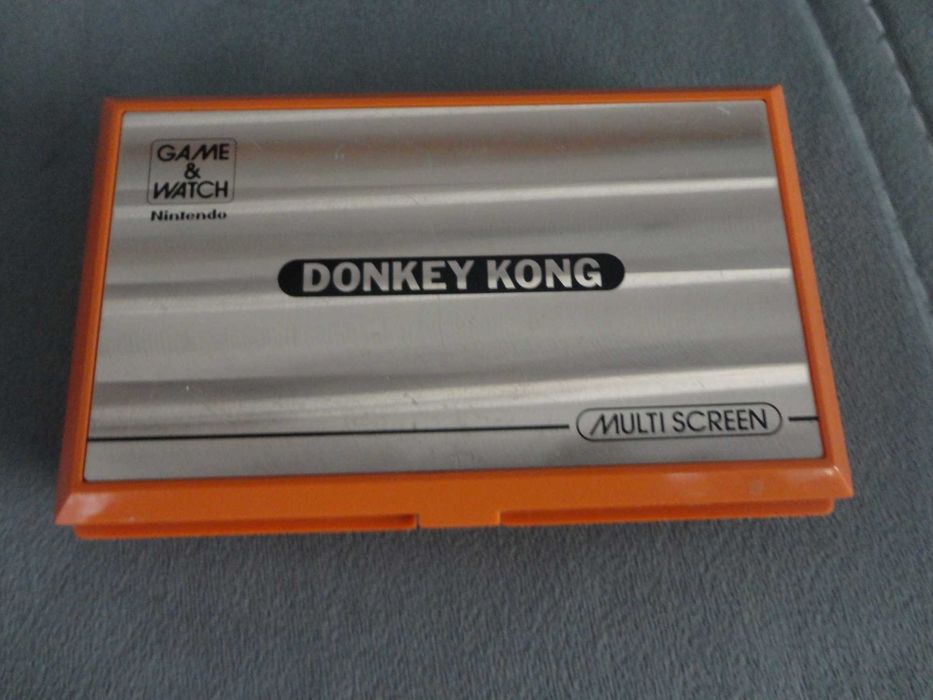 GAME
&
WATCH
Nintendo
DONKEY KONG
MULTI SCREEN